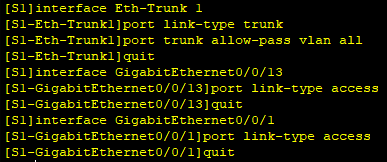 [S1]interface Eth-Trunk 1
[S1-Eth-Trunk1]port link-type trunk
[S1-Eth-Trunk1]port trunk allow-pass vlan all
[S1-Eth-Trunk1]quit
[S1]interface GigabitEthernet0/0/13
[S1-GigabitEthernet0/0/13]port link-type access
[S1-GigabitEthernet0/0/13]quit
[S1]interface GigabitEthernet0/0/1
[S1-GigabitEthernet0/0/1]port link-type access
[S1-GigabitEthernet0/0/1]quit